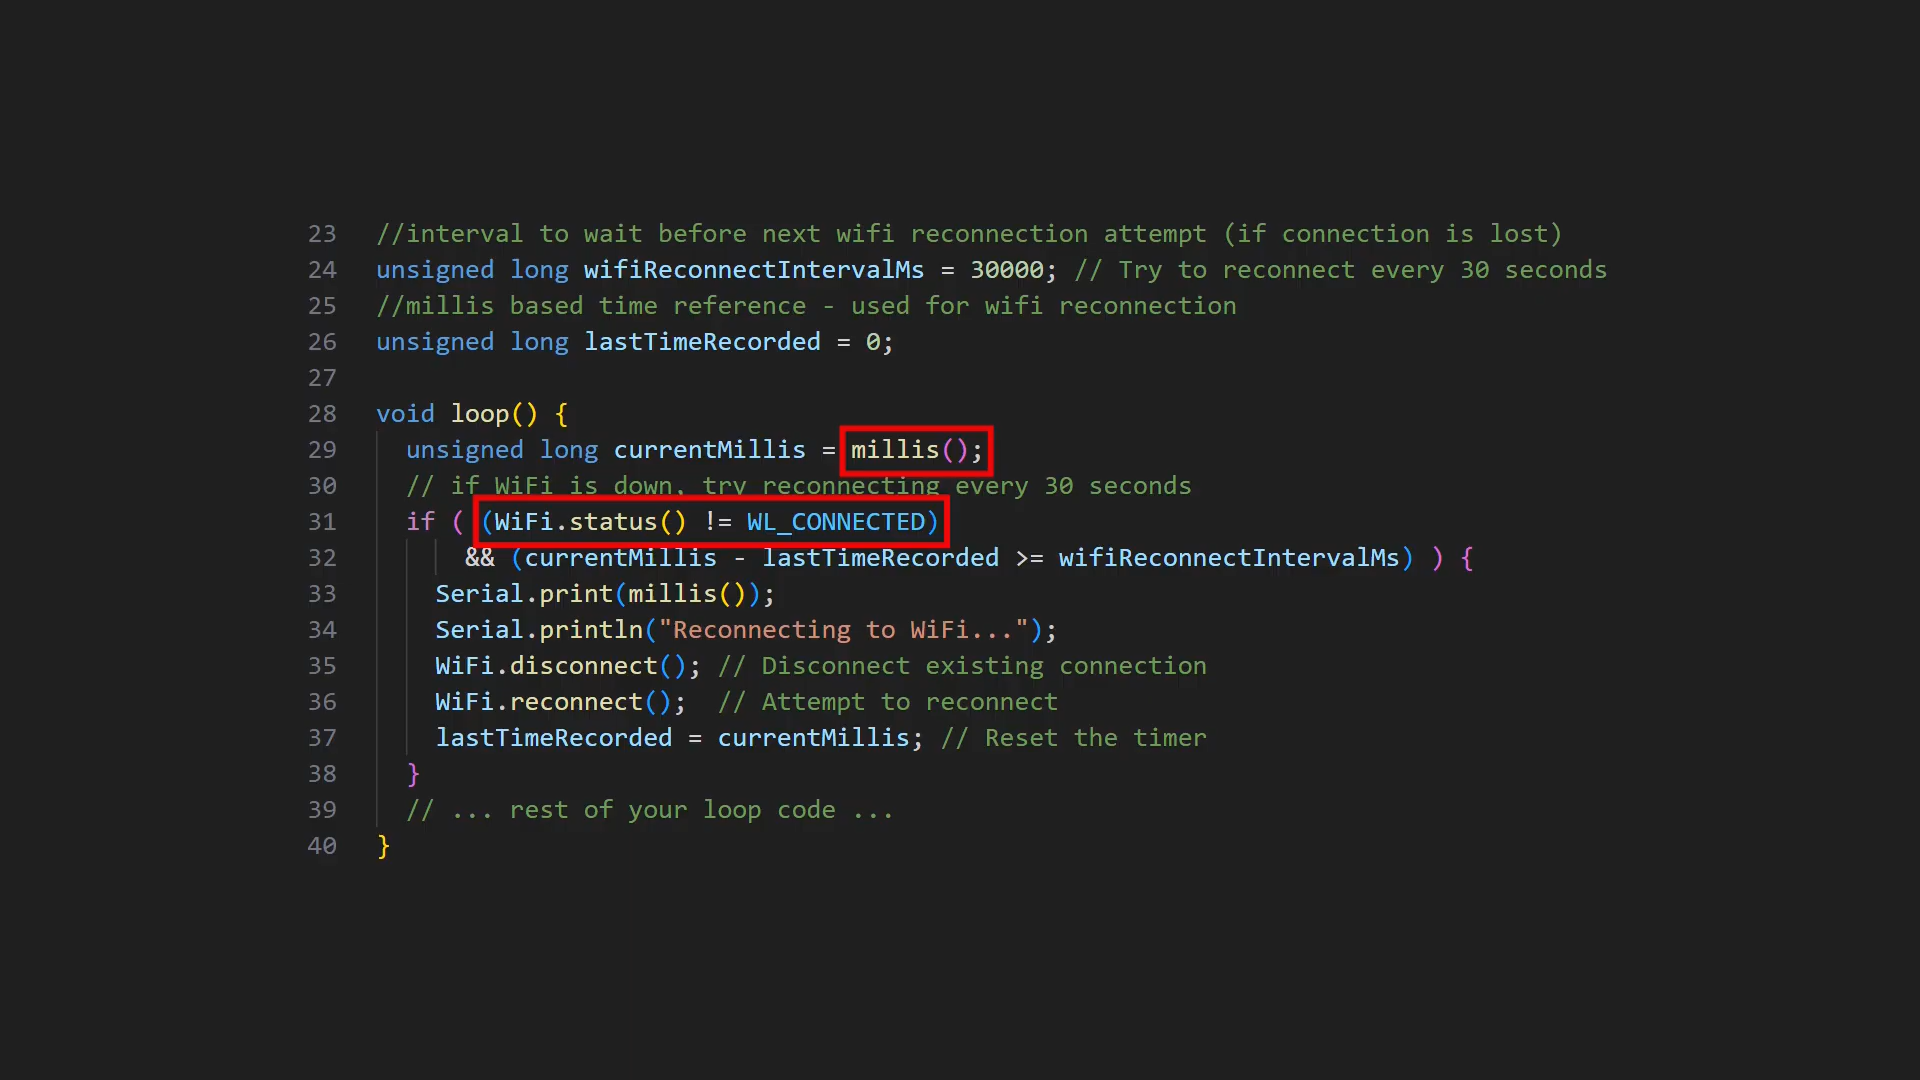 23 //interval to wait before next wifi reconnection attempt (if connection is lost)
24 unsigned long wifiReconnectIntervalMs = 30000; // Try to reconnect every 30 seconds
25 //millis based time reference - used for wifi reconnection
26 unsigned long lastTimeRecorded = 0;
27
28 void loop() {
29   unsigned long currentMillis = millis();
30   // if WiFi is down, try reconnecting every 30 seconds
31   if ( (WiFi.status() != WL_CONNECTED)
32       && (currentMillis - lastTimeRecorded >= wifiReconnectIntervalMs) ) {
33     Serial.print(millis());
34     Serial.println("Reconnecting to WiFi...");
35     WiFi.disconnect(); // Disconnect existing connection
36     WiFi.reconnect();  // Attempt to reconnect
37     lastTimeRecorded = currentMillis; // Reset the timer
38   }
39   // ... rest of your loop code ...
40 }